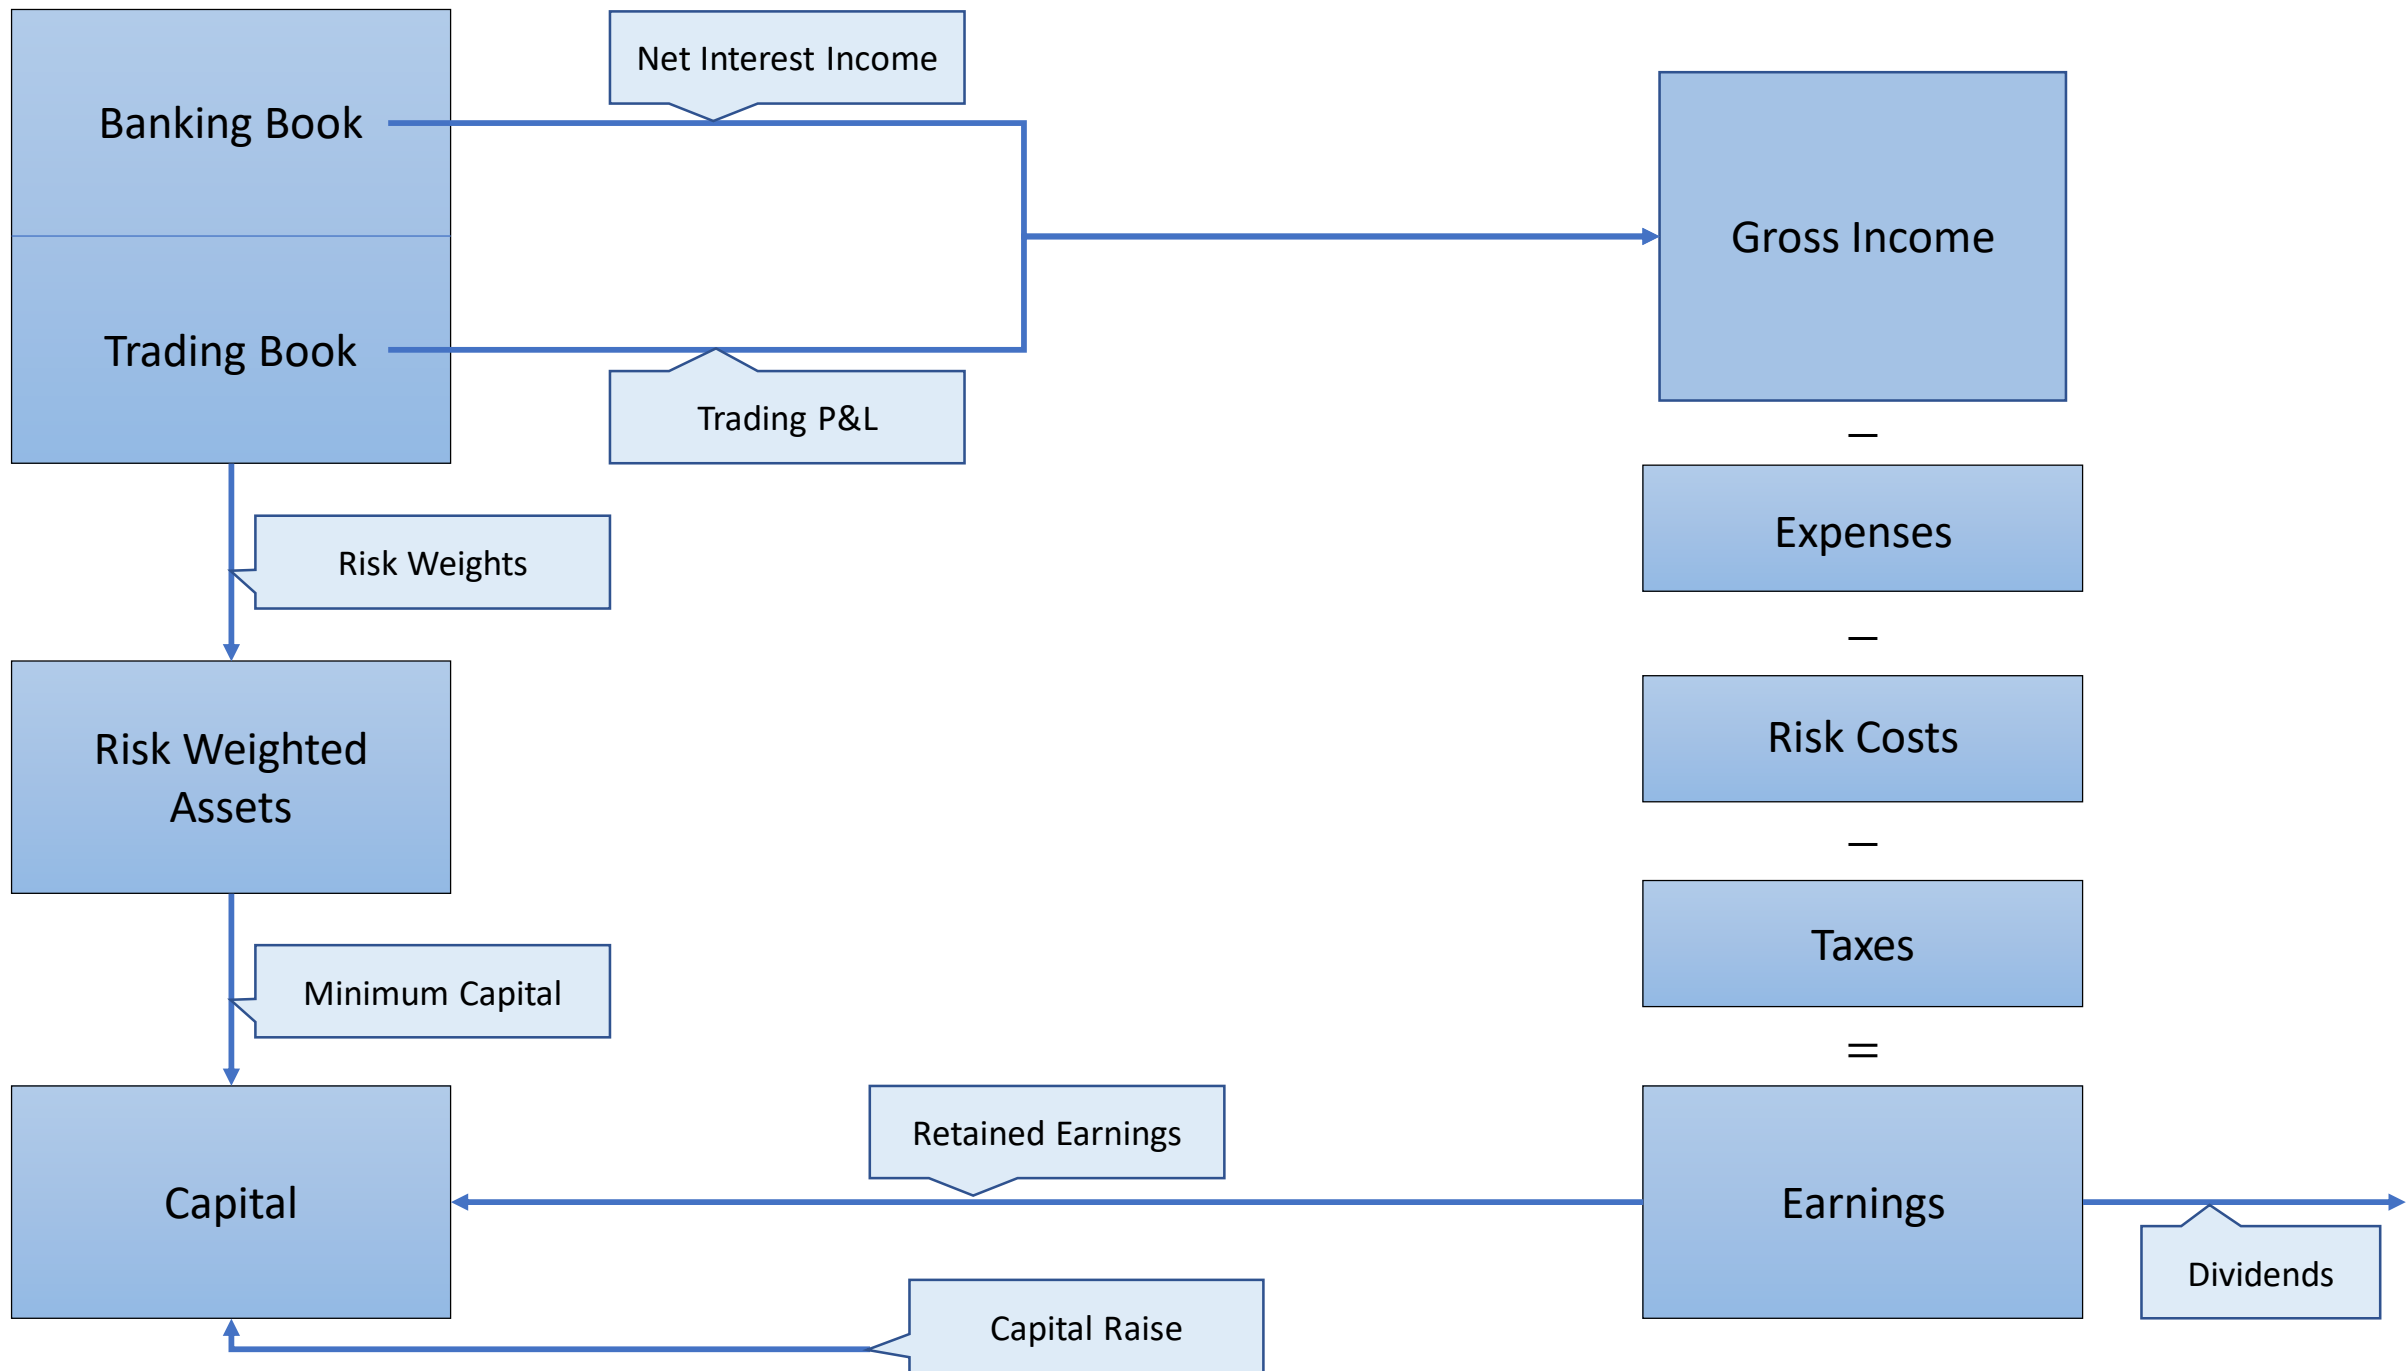 Net Interest Income
Banking Book
Gross Income
Trading Book
Trading P&L
–
Expenses
Risk Weights
–
Risk Weighted
Assets
Risk Costs
–
Taxes
Minimum Capital
=
Retained Earnings
Capital
Earnings
Dividends
Capital Raise